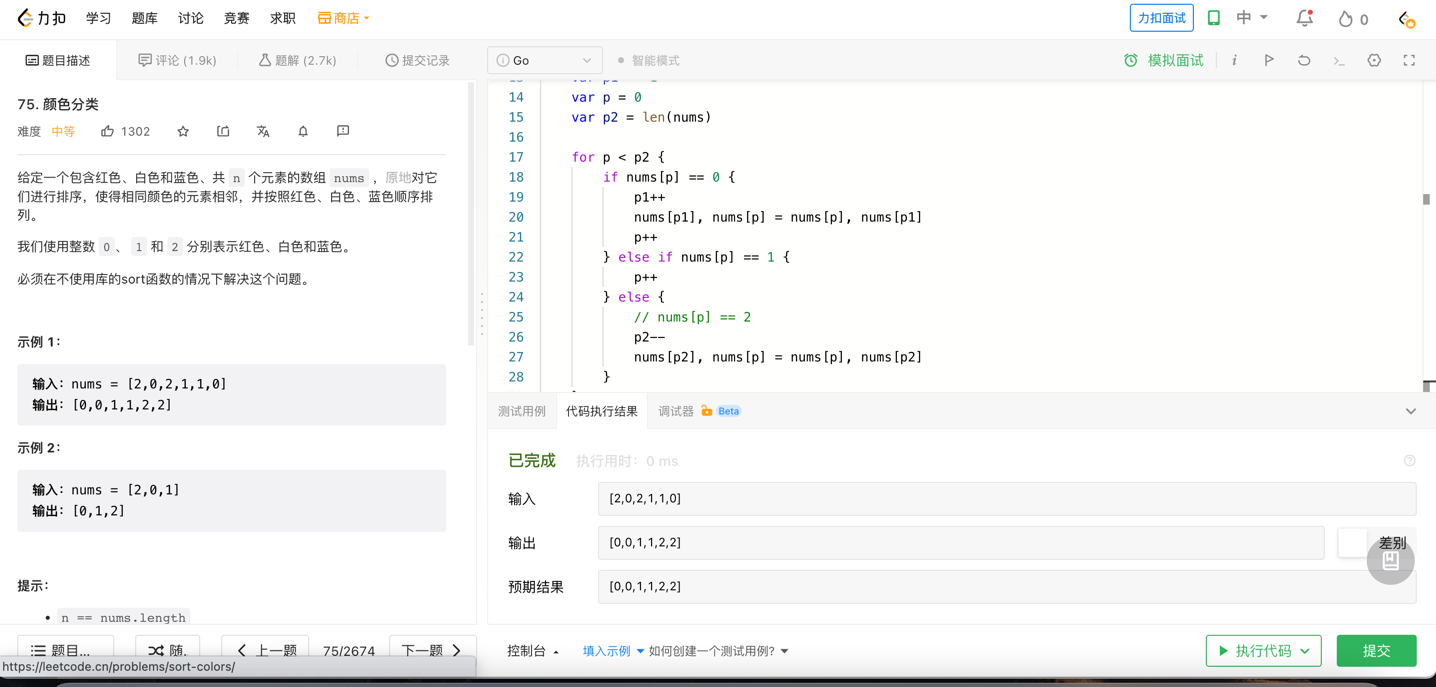 力扣 学习 题库 讨论 竞赛 求职 商店 力扣面试 中 0
题目描述 评论 (1.9k) 题解 (2.7k) 提交记录
75. 颜色分类
难度 中等 1302
给定一个包含红色、白色和蓝色、共 n 个元素的数组 nums ，原地对它
们进行排序，使得相同颜色的元素相邻，并按照红色、白色、蓝色顺序排
列。
我们使用整数 0、 1 和 2 分别表示红色、白色和蓝色。
必须在不使用库的sort函数的情况下解决这个问题。
示例 1：
输入：nums = [2,0,2,1,1,0]
输出：[0,0,1,1,2,2]
示例 2：
输入：nums = [2,0,1]
输出：[0,1,2]
提示：
• n == nums.length
题目... 随. 上一题 75/2674 下一题
https://leetcode.cn/problems/sort-colors/
Go 智能模式 模拟面试
14 var p = 0
15 var p2 = len(nums)
16
17 for p < p2 {
18 if nums[p] == 0 {
19 p1++
20 nums[p1], nums[p] = nums[p], nums[p1]
21 p++
22 } else if nums[p] == 1 {
23 p++
24 } else {
25 // nums[p] == 2
26 p2--
27 nums[p2], nums[p] = nums[p], nums[p2]
28 }
测试用例 代码执行结果 调试器 Beta
已完成 执行用时：0 ms
输入 [2,0,2,1,1,0]
输出 [0,0,1,1,2,2] 差别
预期结果 [0,0,1,1,2,2]
控制台 填入示例 如何创建一个测试用例? 执行代码 提交